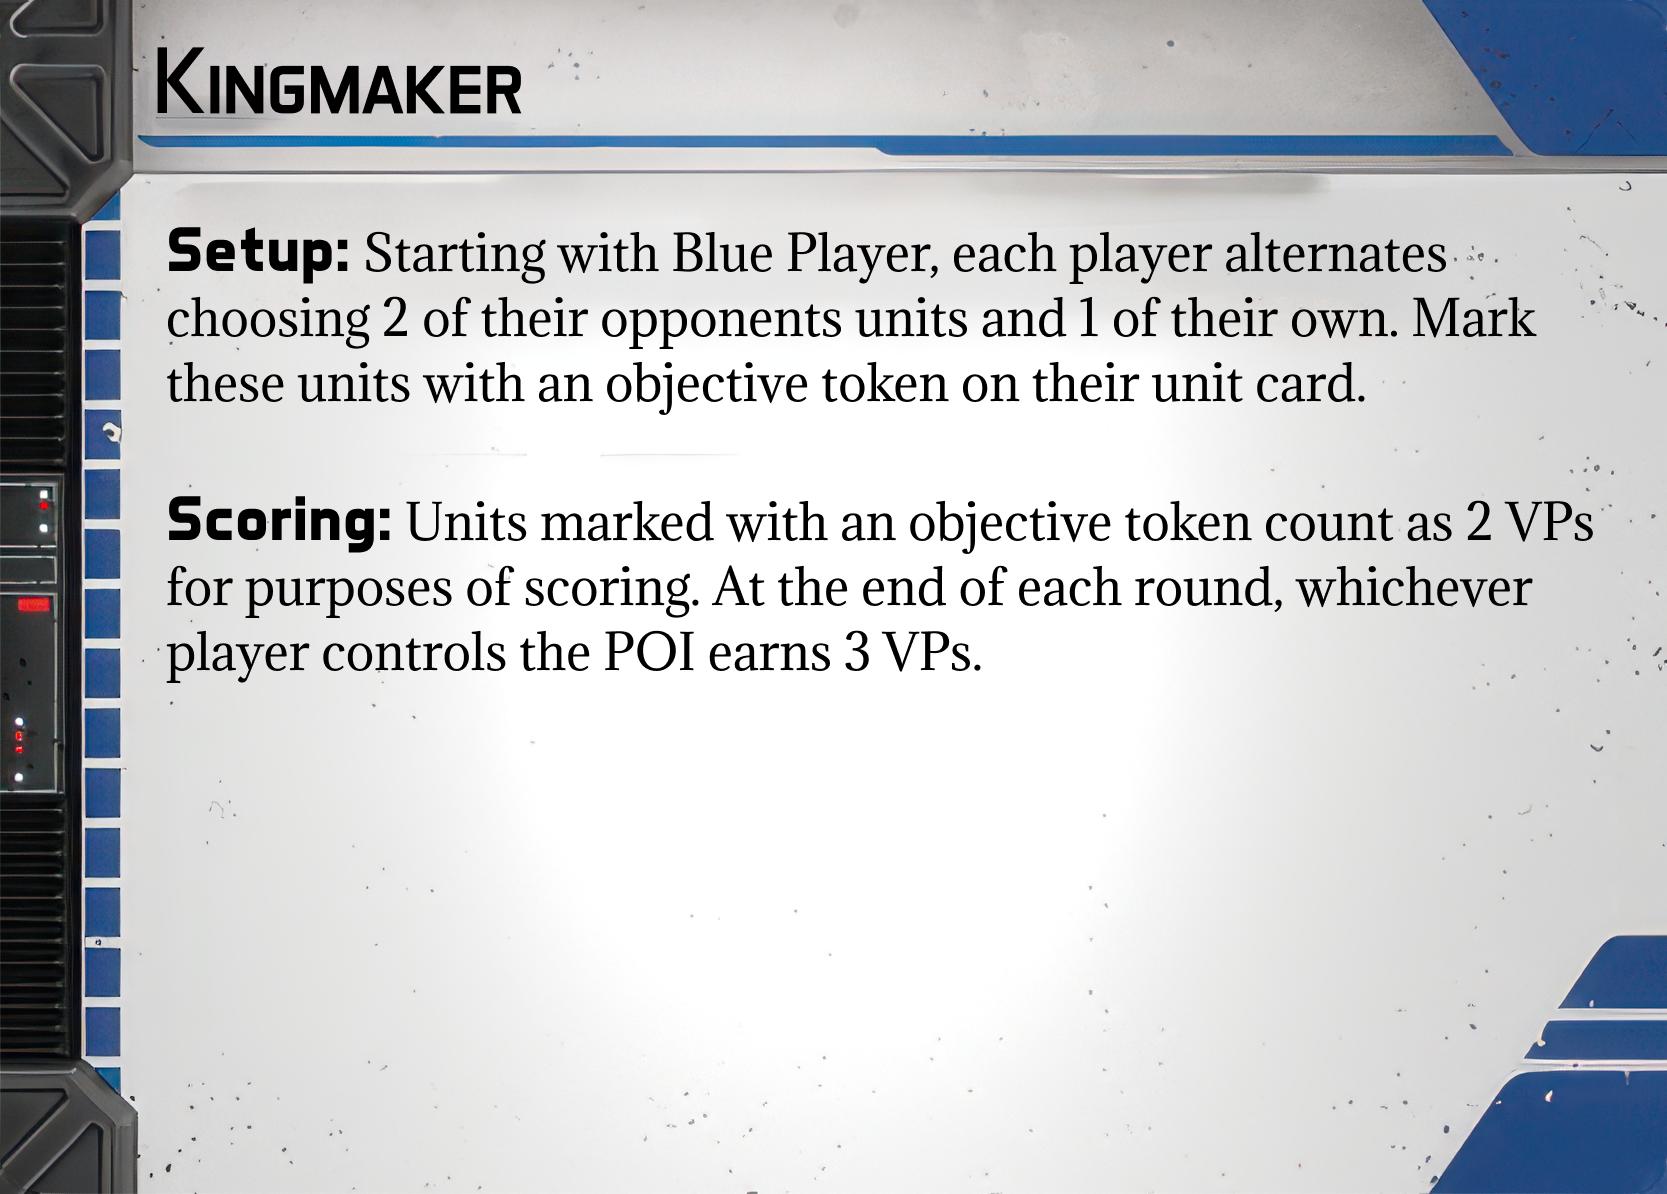 Kingmaker
Setup: Starting with Blue Player, each player alternates
choosing 2 of their opponents units and 1 of their own. Mark
these units with an objective token on their unit card.
Scoring: Units marked with an objective token count as 2 VPs
for purposes of scoring. At the end of each round, whichever
player controls the POI earns 3 VPs.